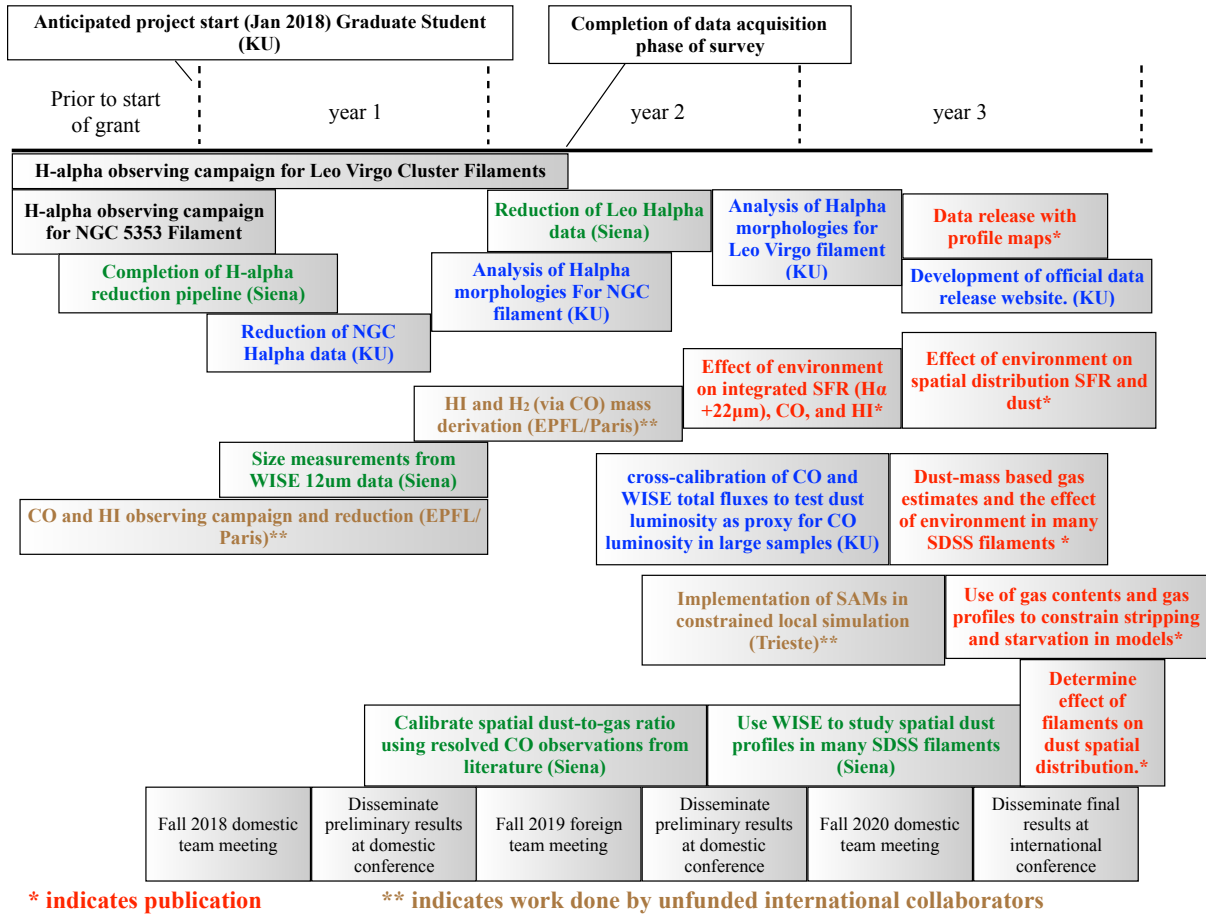 Anticipated project start (Jan 2018) Graduate Student
(KU)
Completion of data acquisition
phase of survey
Prior to start
of grant
year 1
year 2
year 3
H-alpha observing campaign for Leo Virgo Cluster Filaments
H-alpha observing campaign
for NGC 5353 Filament
Reduction of Leo Halpha
data (Siena)
Analysis of Halpha
morphologies for
Leo Virgo filament
(KU)
Data release with
profile maps*
Completion of H-alpha
reduction pipeline (Siena)
Analysis of Halpha
morphologies For NGC
filament (KU)
Development of official data
release website. (KU)
Reduction of NGC
Halpha data (KU)
Effect of environment
on integrated SFR (Hα
+22μm), CO, and HI*
Effect of environment on
spatial distribution SFR and
dust*
HI and H₂ (via CO) mass
derivation (EPFL/Paris)**
Size measurements from
WISE 12um data (Siena)
cross-calibration of CO and
WISE total fluxes to test dust
luminosity as proxy for CO
luminosity in large samples (KU)
Dust-mass based gas
estimates and the effect
of environment in many
SDSS filaments *
CO and HI observing campaign and reduction (EPFL/
Paris)**
Implementation of SAMs in
constrained local simulation
(Trieste)**
Use of gas contents and gas
profiles to constrain stripping
and starvation in models*
Determine
effect of
filaments on
dust spatial
distribution.*
Calibrate spatial dust-to-gas ratio
using resolved CO observations from
literature (Siena)
Use WISE to study spatial dust
profiles in many SDSS filaments
(Siena)
Fall 2018 domestic
team meeting
Disseminate
preliminary results
at domestic
conference
Fall 2019 foreign
team meeting
Disseminate
preliminary results at
domestic
conference
Fall 2020 domestic
team meeting
Disseminate final
results at
international
conference
* indicates publication
** indicates work done by unfunded international collaborators